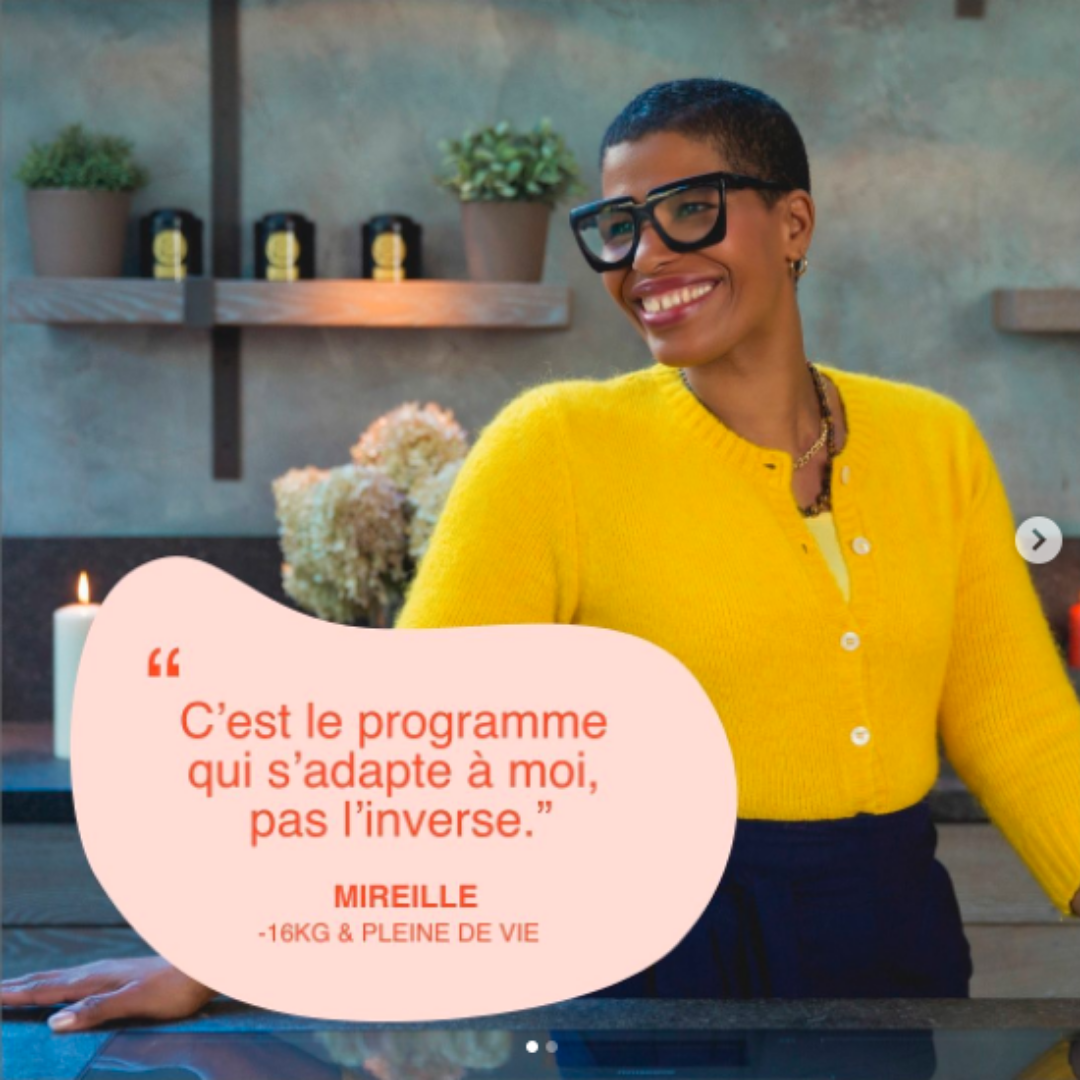 “
C’est le programme
qui s’adapte à moi,
pas l’inverse.”
MIREILLE
-16KG & PLEINE DE VIE